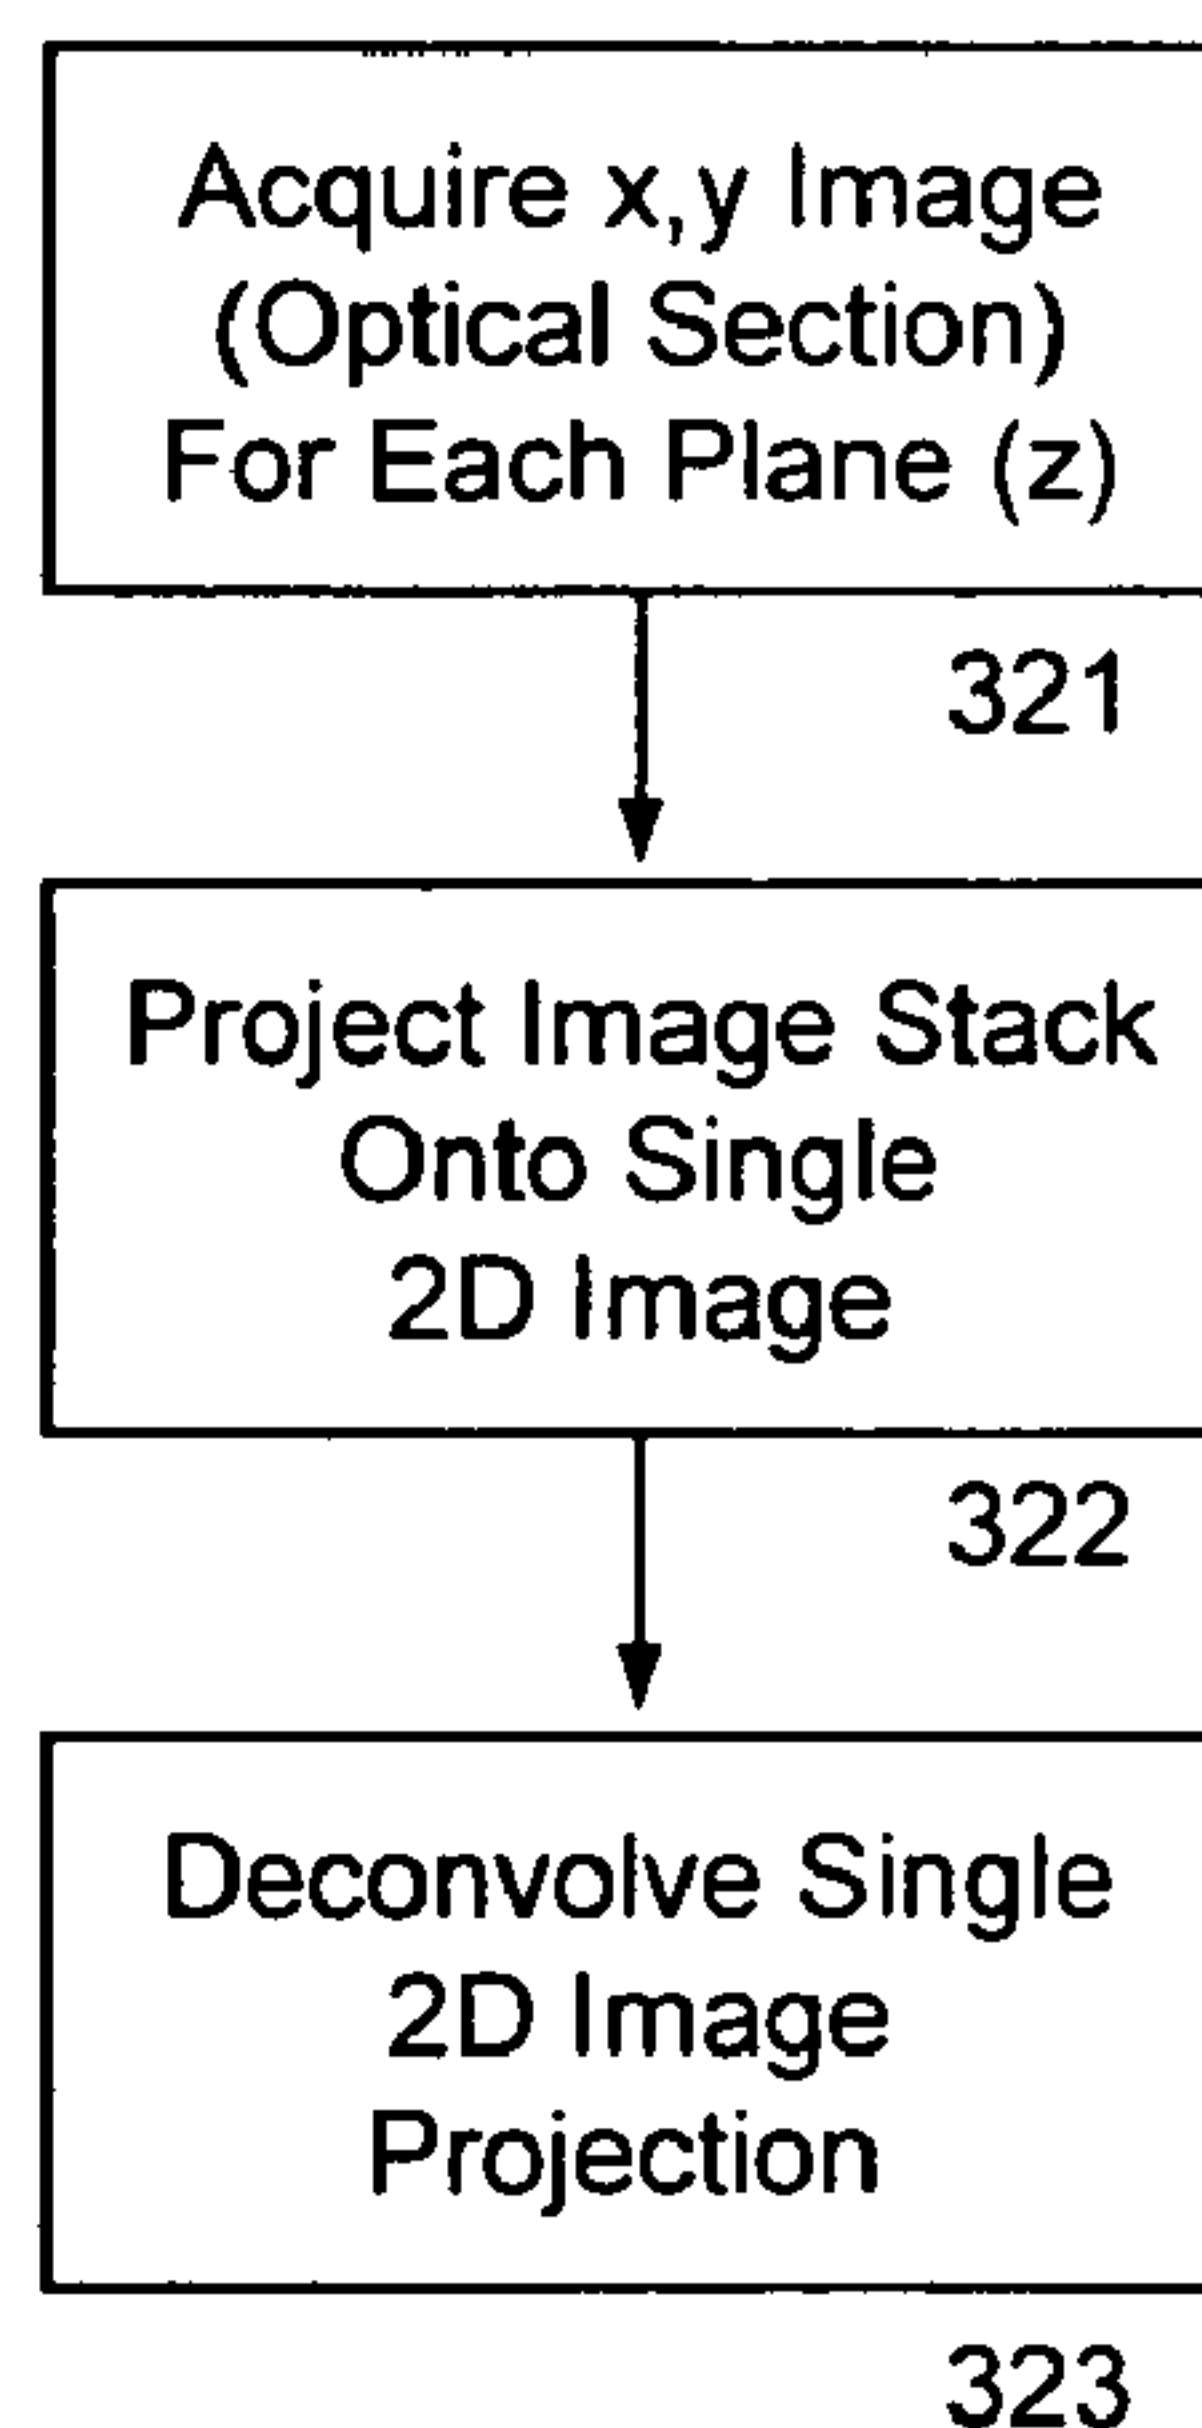 Acquire x,y Image
(Optical Section)
For Each Plane (z)
321
Project Image Stack
Onto Single
2D Image
322
Deconvolve Single
2D Image
Projection
323